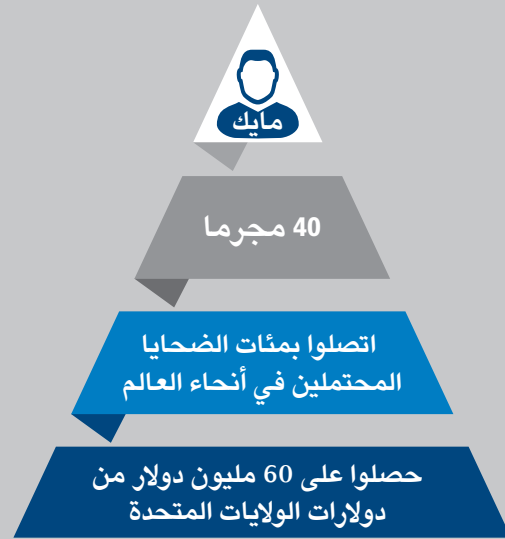 مايك
40 مجرما
اتصلوا بمئات الضحايا
المحتملين في أنحاء العالم
حصلوا على 60 مليون دولار من
دولارات الولايات المتحدة